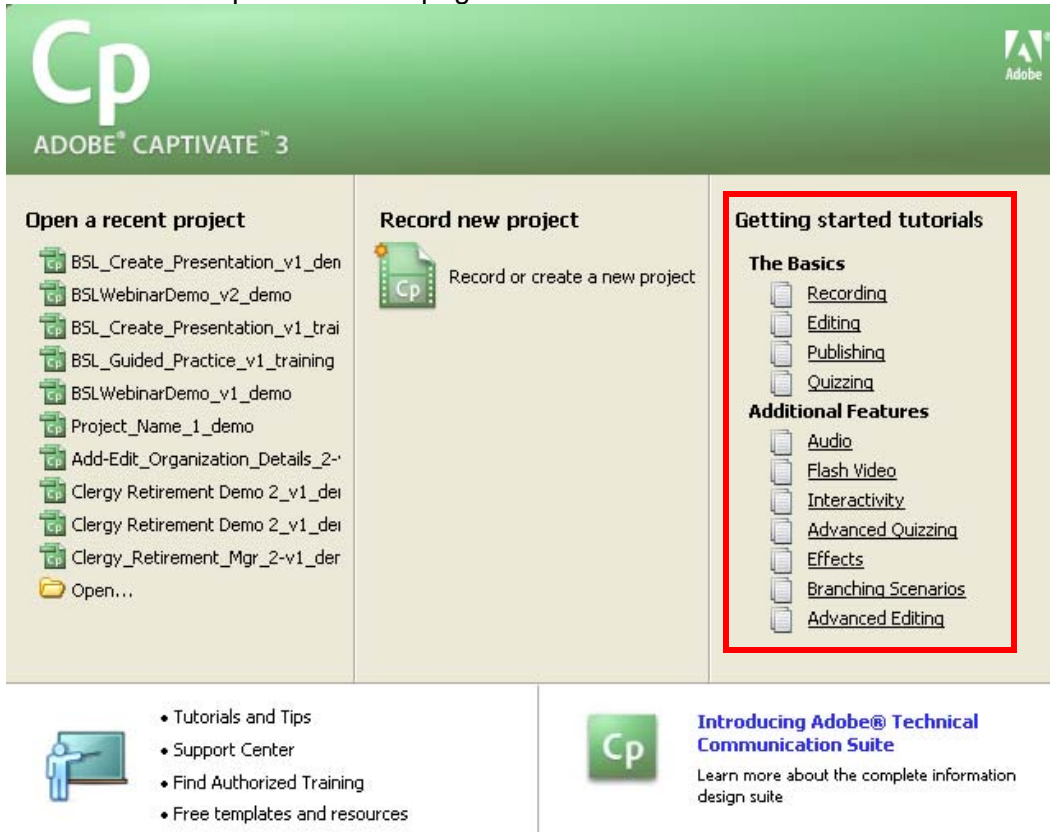 Cp
Adobe
ADOBE® CAPTIVATE™ 3
Open a recent project
BSL_Create_Presentation_v1_den
BSLWebinarDemo_v2_demo
BSL_Create_Presentation_v1_trai
BSL_Guided_Practice_v1_training
BSLWebinarDemo_v1_demo
Project_Name_1_demo
Add-Edit_Organization_Details_2-
Clergy Retirement Demo 2_v1_der
Clergy Retirement Demo 2_v1_der
Clergy_Retirement_Mgr_2-v1_der
Open...
Record new project
Cp
Record or create a new project
Getting started tutorials
The Basics
Recording
Editing
Publishing
Quizzing
Additional Features
Audio
Flash Video
Interactivity
Advanced Quizzing
Effects
Branching Scenarios
Advanced Editing
• Tutorials and Tips
• Support Center
• Find Authorized Training
• Free templates and resources
Cp
Introducing Adobe® Technical
Communication Suite
Learn more about the complete information
design suite